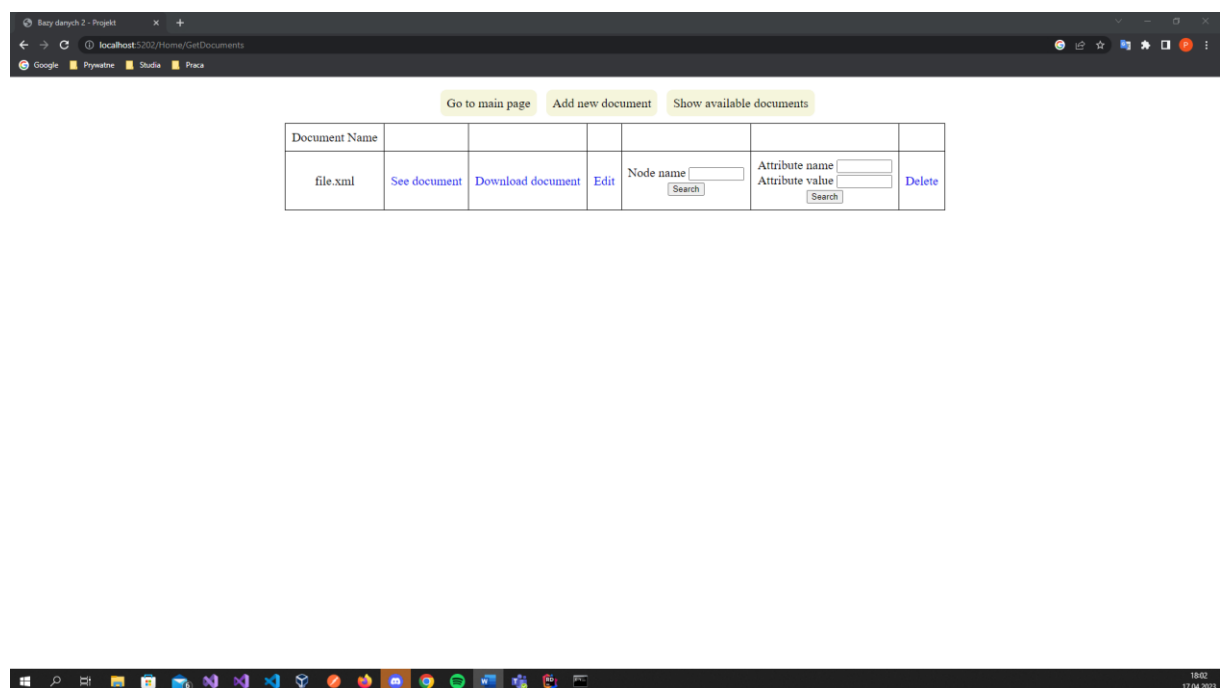 Bazy danych 2 - Projekt
localhost:5202/Home/GetDocuments
Google Prywatne Studia Praca
Go to main page Add new document Show available documents
Document Name
file.xml See document Download document Edit Node name Search Attribute name Attribute value Search Delete
18:02
17.04.2023